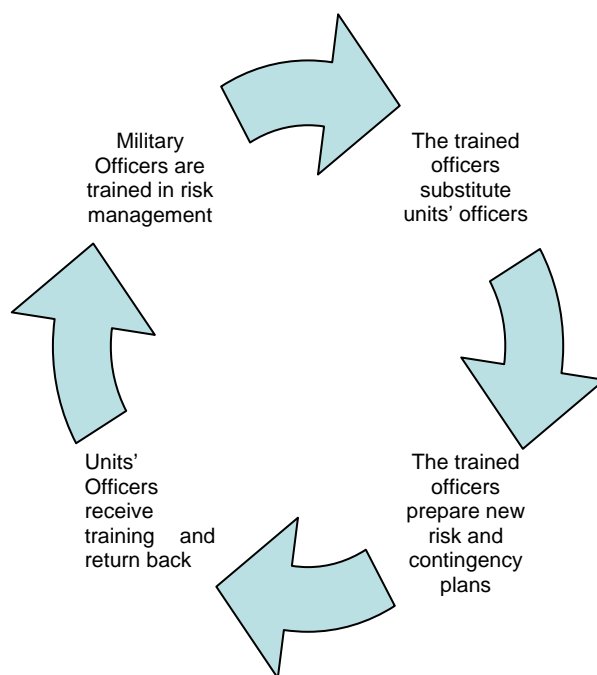 Military
Officers are
trained in risk
management
The trained
officers
substitute
units’ officers
The trained
officers
prepare new
risk and
contingency
plans
Units’
Officers
receive
training and
return back